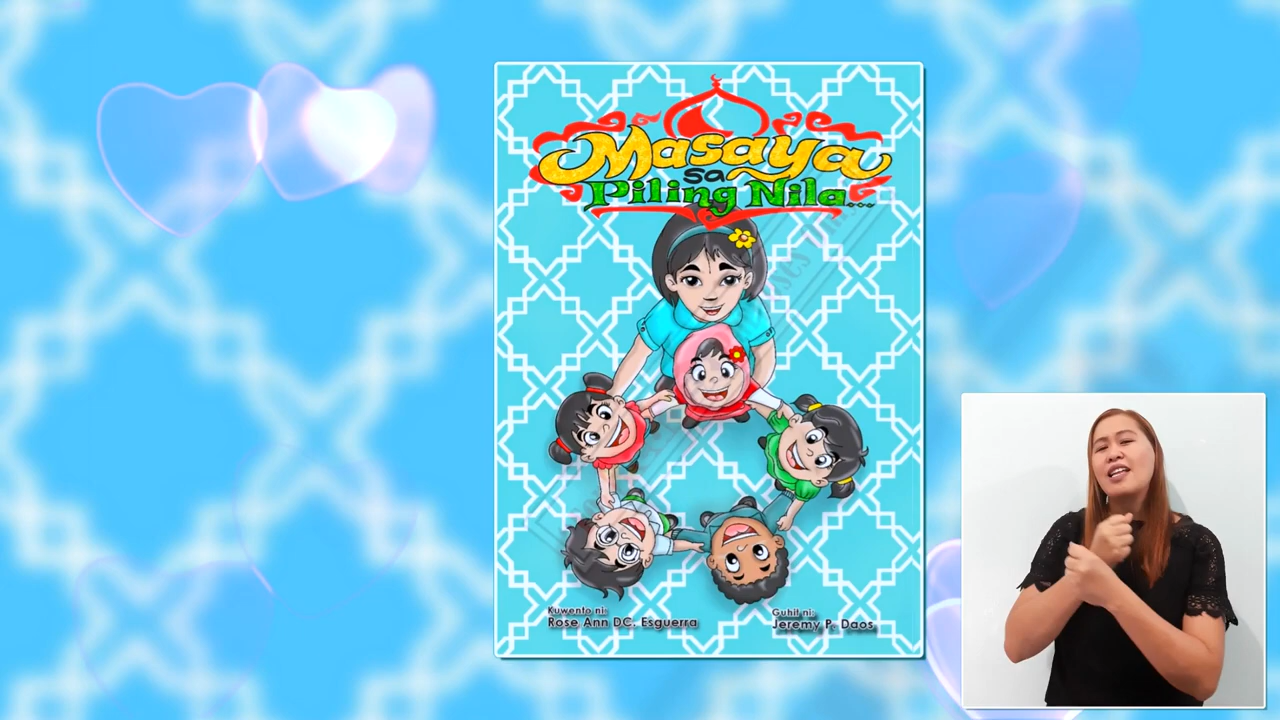 Masaya
sa
Piling Nila...
Kuwento ni:
Rose Ann DC. Esguerra
Guhit ni:
Jeremy P. Daos